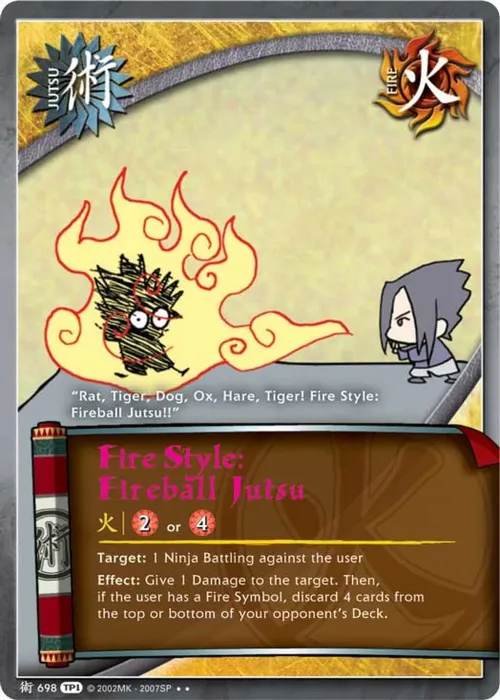 JUTSU 術
FIRE 火
"Rat, Tiger, Dog, Ox, Hare, Tiger! Fire Style:
Fireball Jutsu!!"
Fire Style:
Fireball Jutsu
火 | 2 or 4
術
Target: 1 Ninja Battling against the user
Effect: Give 1 Damage to the target. Then,
if the user has a Fire Symbol, discard 4 cards from
the top or bottom of your opponent's Deck.
術 698 TP1 © 2002MK - 2007SP